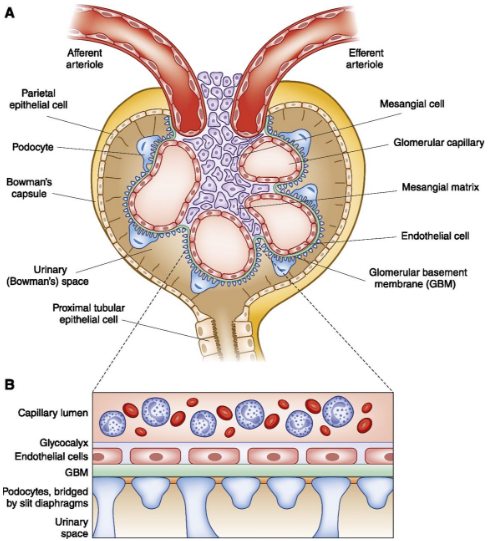 A
Afferent
arteriole
Efferent
arteriole
Parietal
epithelial cell
Podocyte
Bowman's
capsule
Urinary
(Bowman's) space
Proximal tubular
epithelial cell
Mesangial cell
Glomerular capillary
Mesangial matrix
Endothelial cell
Glomerular basement
membrane (GBM)
B
Capillary lumen
Glycocalyx
Endothelial cells
GBM
Podocytes, bridged
by slit diaphragms
Urinary
space